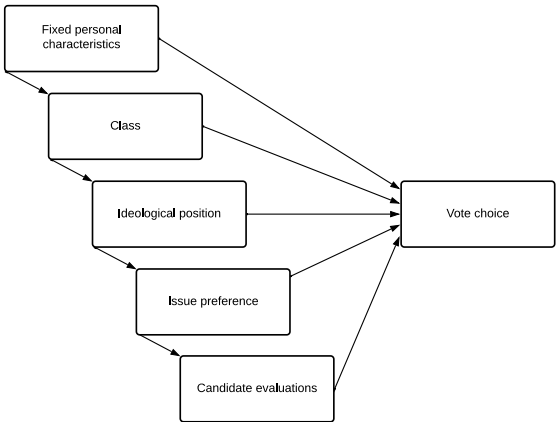 Fixed personal
characteristics
Class
Ideological position
Vote choice
Issue preference
Candidate evaluations